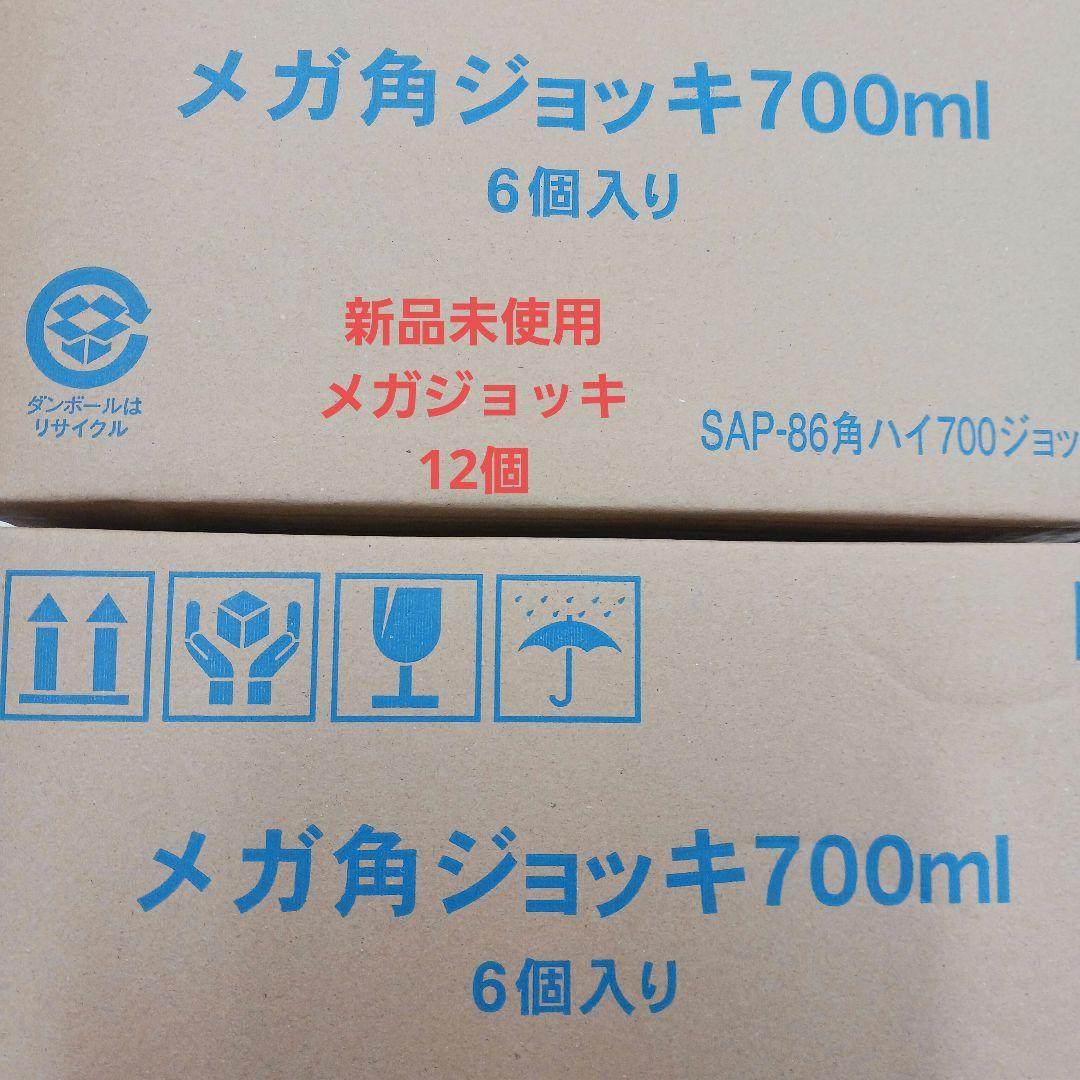 メガ角ジョッキ700ml
6個入り
新品未使用
メガジョッキ
12個
ダンボールは
リサイクル
SAP-86角ハイ700ジョッ
メガ角ジョッキ700ml
6個入り